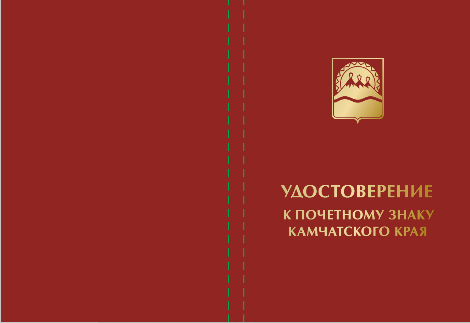 УДОСТОВЕРЕНИЕ
К ПОЧЕТНОМУ ЗНАКУ
КАМЧАТСКОГО КРАЯ